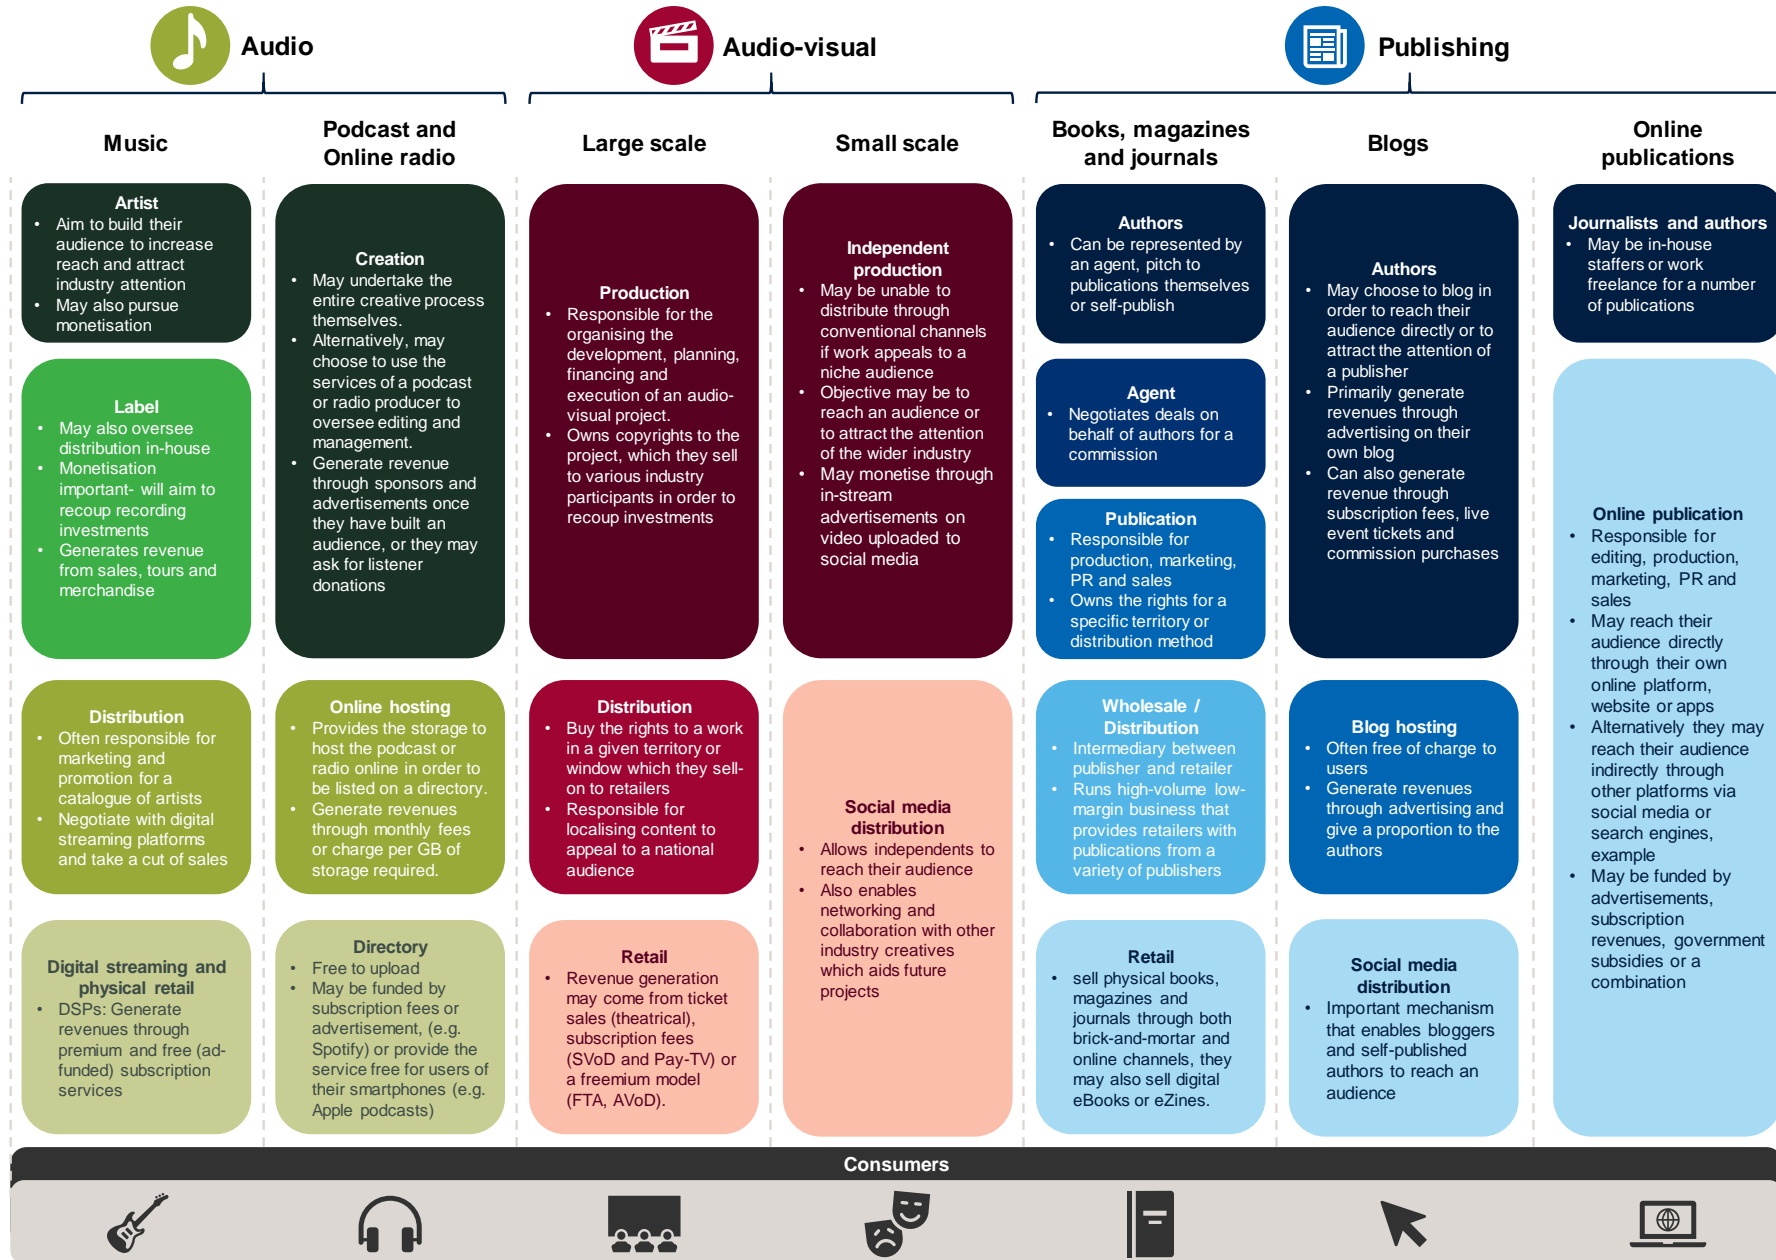 Audio
Audio-visual
Publishing
Music
Podcast and
Online radio
Large scale
Small scale
Books, magazines
and journals
Blogs
Online
publications
Artist
• Aim to build their
audience to increase
reach and attract
industry attention
• May also pursue
monetisation
Label
• May also oversee
distribution in-house
• Monetisation
important- will aim to
recoup recording
investments
• Generates revenue
from sales, tours and
merchandise
Distribution
• Often responsible for
marketing and
promotion for a
catalogue of artists
• Negotiate with digital
streaming platforms
and take a cut of sales
Digital streaming and
physical retail
• DSPs: Generate
revenues through
premium and free (ad-
funded) subscription
services
Creation
• May undertake the
entire creative process
themselves.
• Alternatively, may
choose to use the
services of a podcast
or radio producer to
oversee editing and
management.
• Generate revenue
through sponsors and
advertisements once
they have built an
audience, or they may
ask for listener
donations
Online hosting
• Provides the storage to
host the podcast or
radio online in order to
be listed on a directory.
• Generate revenues
through monthly fees
or charge per GB of
storage required.
Directory
• Free to upload
• May be funded by
subscription fees or
advertisement, (e.g.
Spotify) or provide the
service free for users of
their smartphones (e.g.
Apple podcasts)
Production
• Responsible for the
organising the
development, planning,
financing and
execution of an audio-
visual project.
• Owns copyrights to the
project, which they sell
to various industry
participants in order to
recoup investments
Distribution
• Buy the rights to a work
in a given territory or
window which they sell-
on to retailers
• Responsible for
localising content to
appeal to a national
audience
Retail
• Revenue generation
may come from ticket
sales (theatrical),
subscription fees
(SVoD and Pay-TV) or
a freemium model
(FTA, AVoD).
Independent
production
• May be unable to
distribute through
conventional channels
if work appeals to a
niche audience
• Objective may be to
reach an audience or
to attract the attention
of the wider industry
• May monetise through
in-stream
advertisements on
video uploaded to
social media
Social media
distribution
• Allows independents to
reach their audience
• Also enables
networking and
collaboration with other
industry creatives
which aids future
projects
Authors
• Can be represented by
an agent, pitch to
publications themselves
or self-publish
Agent
• Negotiates deals on
behalf of authors for a
commission
Publication
• Responsible for
production, marketing,
PR and sales
• Owns the rights for a
specific territory or
distribution method
Wholesale /
Distribution
• Intermediary between
publisher and retailer
• Runs high-volume low-
margin business that
provides retailers with
publications from a
variety of publishers
Retail
• sell physical books,
magazines and
journals through both
brick-and-mortar and
online channels, they
may also sell digital
eBooks or eZines.
Authors
• May choose to blog in
order to reach their
audience directly or to
attract the attention of
a publisher
• Primarily generate
revenues through
advertising on their
own blog
• Can also generate
revenue through
subscription fees, live
event tickets and
commission purchases
Blog hosting
• Often free of charge to
users
• Generate revenues
through advertising and
give a proportion to the
authors
Social media
distribution
• Important mechanism
that enables bloggers
and self-published
authors to reach an
audience
Journalists and authors
• May be in-house
staffers or work
freelance for a number
of publications
Online publication
• Responsible for
editing, production,
marketing, PR and
sales
• May reach their
audience directly
through their own
online platform,
website or apps
• Alternatively they may
reach their audience
indirectly through
other platforms via
social media or
search engines,
example
• May be funded by
advertisements,
subscription
revenues, government
subsidies or a
combination
Consumers